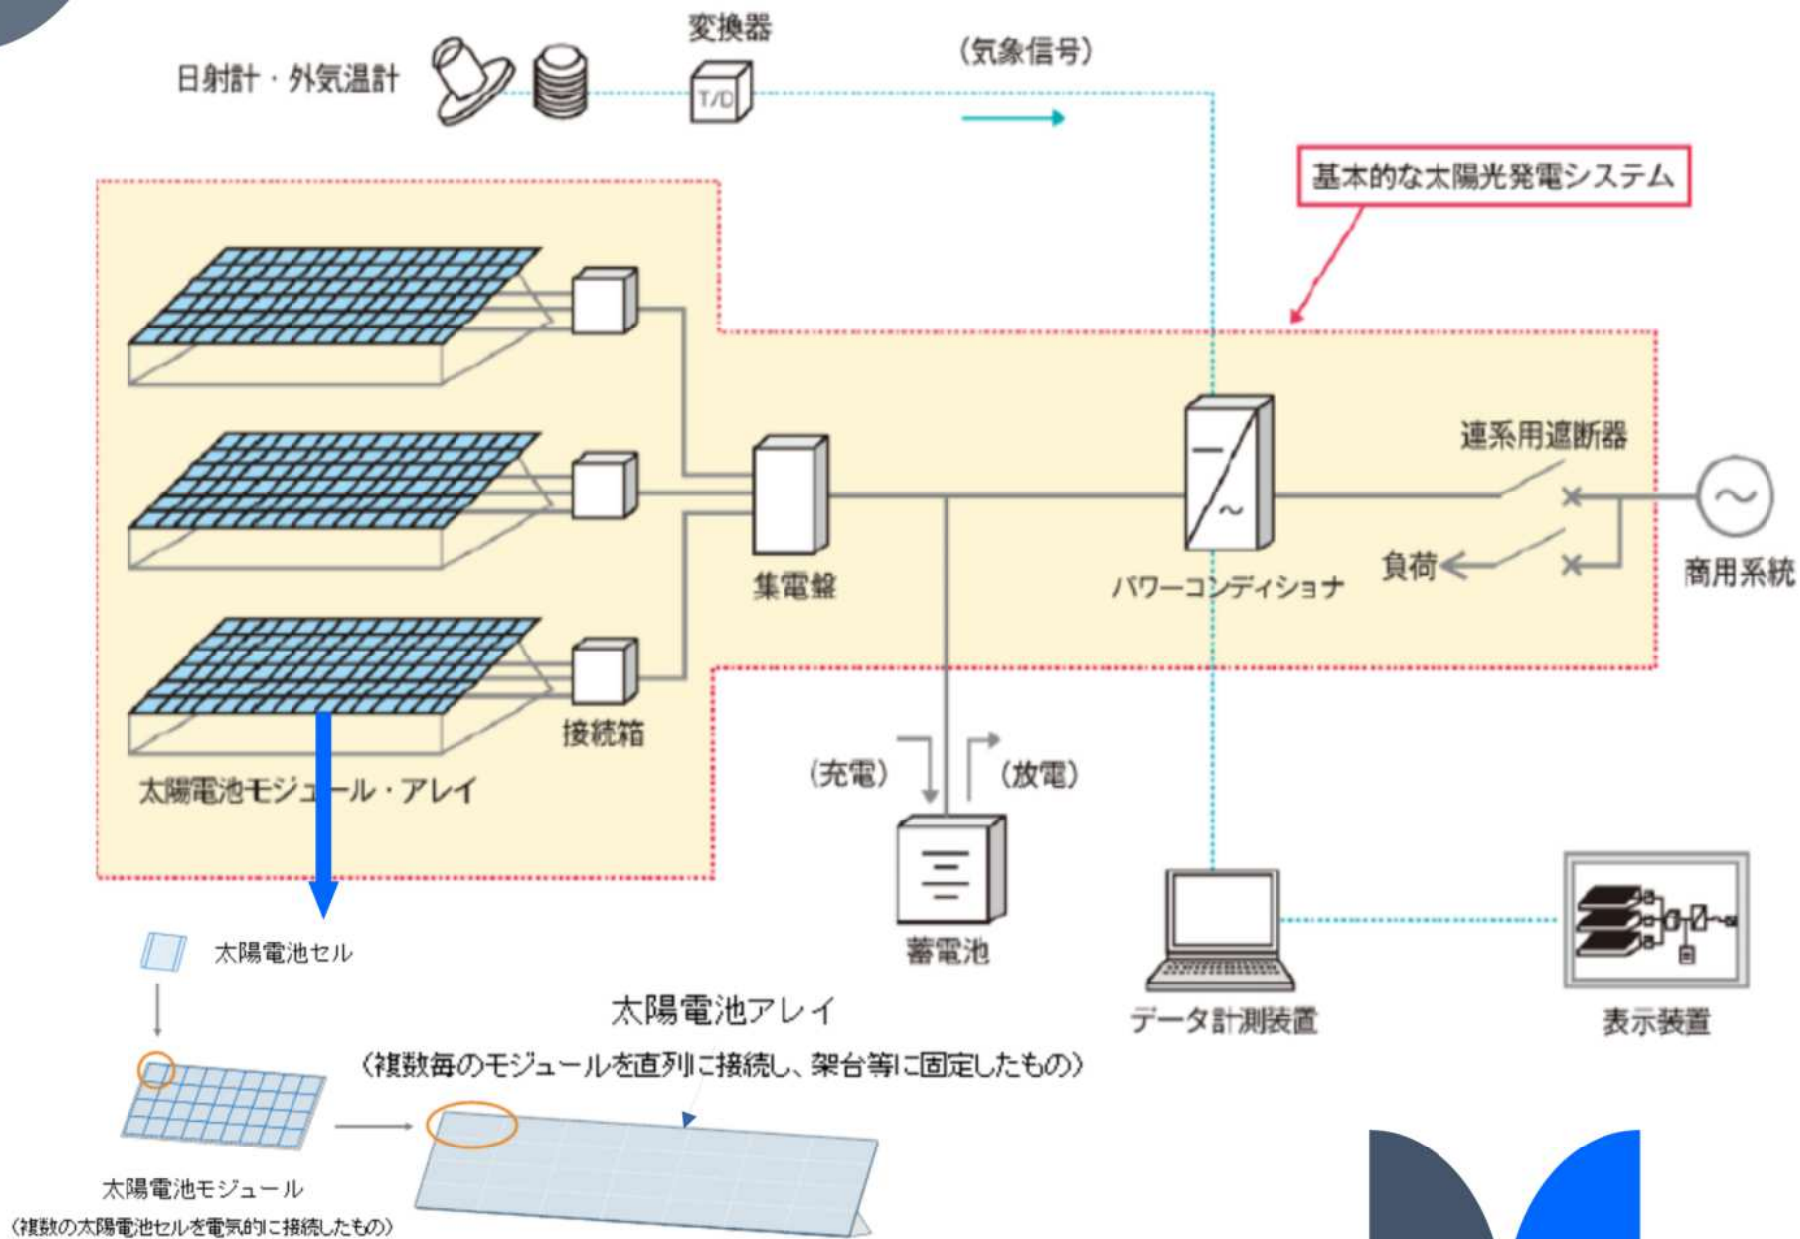 変換器
(気象信号)
日射計・外気温計
T/D
基本的な太陽光発電システム
連系用遮断器
集電盤
パワーコンディショナ
負荷
商用系統
接続箱
太陽電池モジュール・アレイ
(充電)
(放電)
蓄電池
太陽電池セル
データ計測装置
表示装置
太陽電池アレイ
(複数毎のモジュールを直列に接続し、架台等に固定したもの)
太陽電池モジュール
(複数の太陽電池セルを電気的に接続したもの)